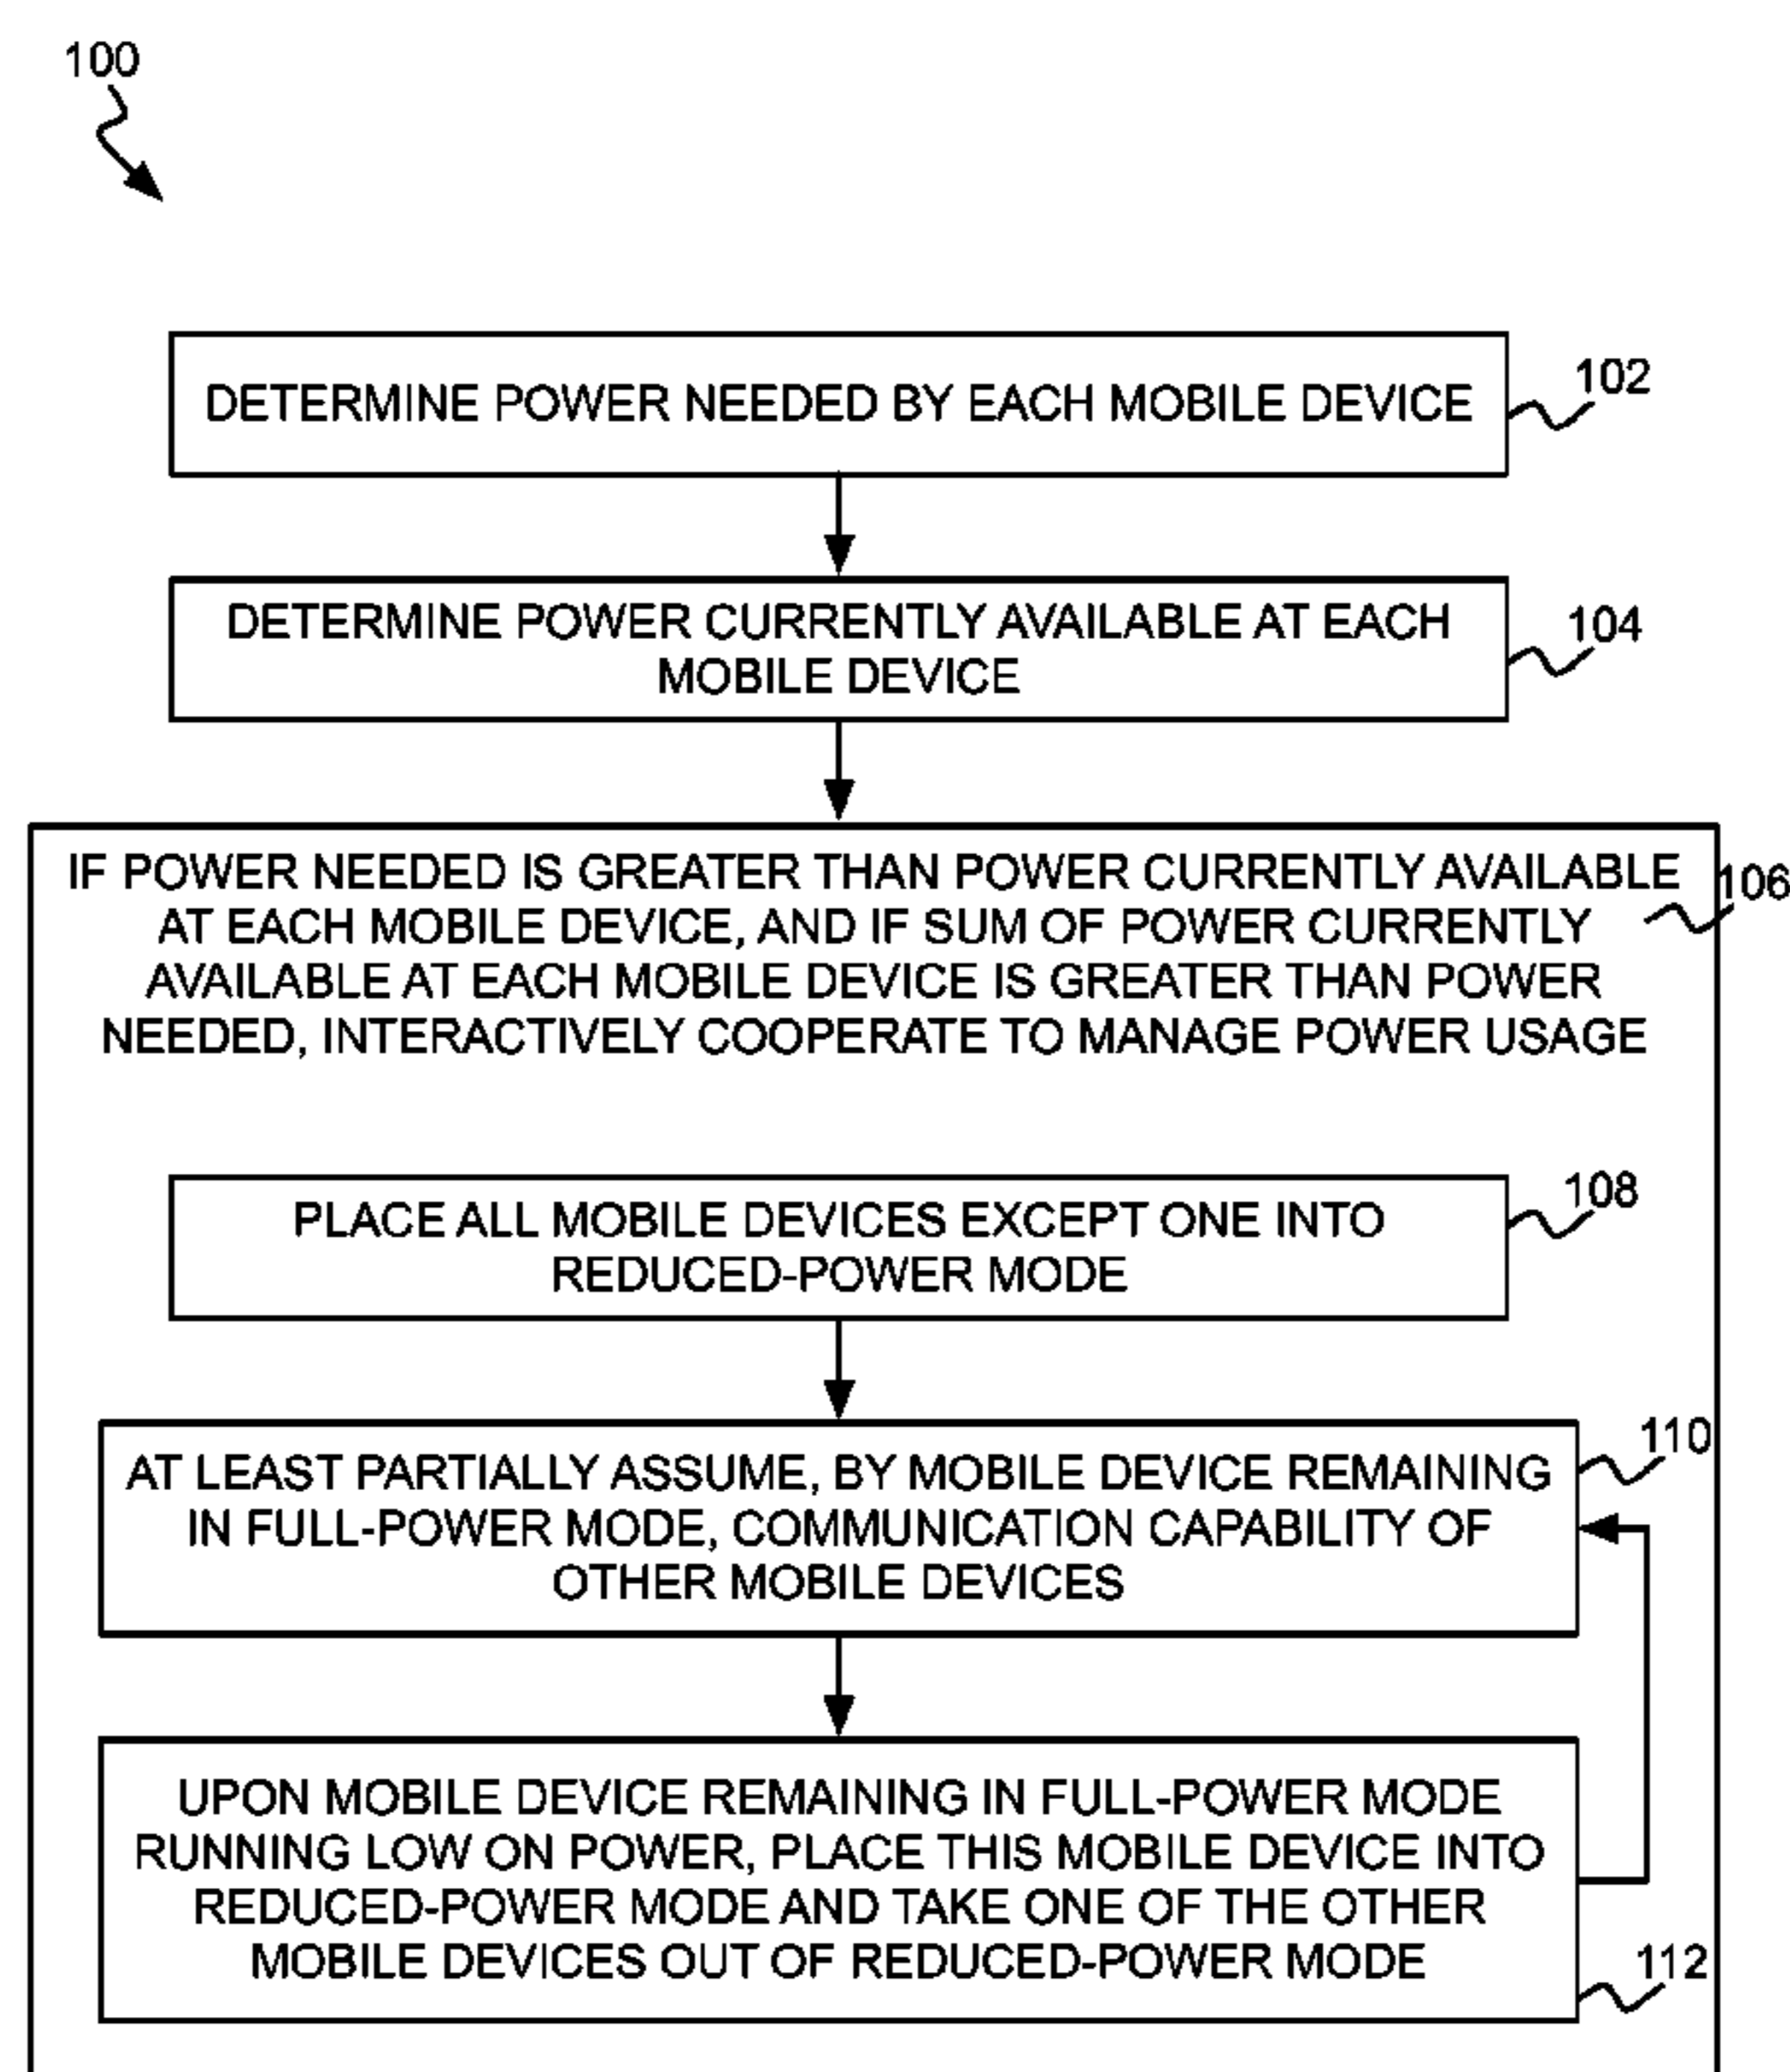 100
DETERMINE POWER NEEDED BY EACH MOBILE DEVICE
102
DETERMINE POWER CURRENTLY AVAILABLE AT EACH
MOBILE DEVICE
104
IF POWER NEEDED IS GREATER THAN POWER CURRENTLY AVAILABLE
AT EACH MOBILE DEVICE, AND IF SUM OF POWER CURRENTLY
AVAILABLE AT EACH MOBILE DEVICE IS GREATER THAN POWER
NEEDED, INTERACTIVELY COOPERATE TO MANAGE POWER USAGE
106
PLACE ALL MOBILE DEVICES EXCEPT ONE INTO
REDUCED-POWER MODE
108
AT LEAST PARTIALLY ASSUME, BY MOBILE DEVICE REMAINING
IN FULL-POWER MODE, COMMUNICATION CAPABILITY OF
OTHER MOBILE DEVICES
110
UPON MOBILE DEVICE REMAINING IN FULL-POWER MODE
RUNNING LOW ON POWER, PLACE THIS MOBILE DEVICE INTO
REDUCED-POWER MODE AND TAKE ONE OF THE OTHER
MOBILE DEVICES OUT OF REDUCED-POWER MODE
112